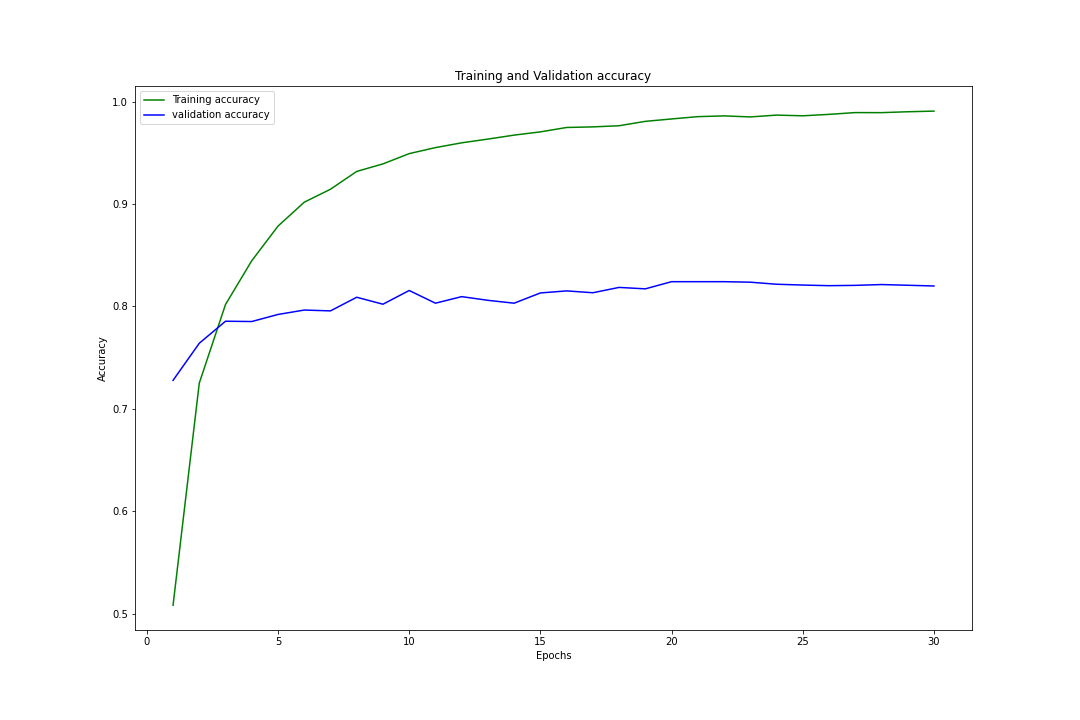 Training and Validation accuracy
Training accuracy
validation accuracy
1.0
0.9
0.8
0.7
0.6
0.5
Accuracy
0 5 10 15 20 25 30
Epochs